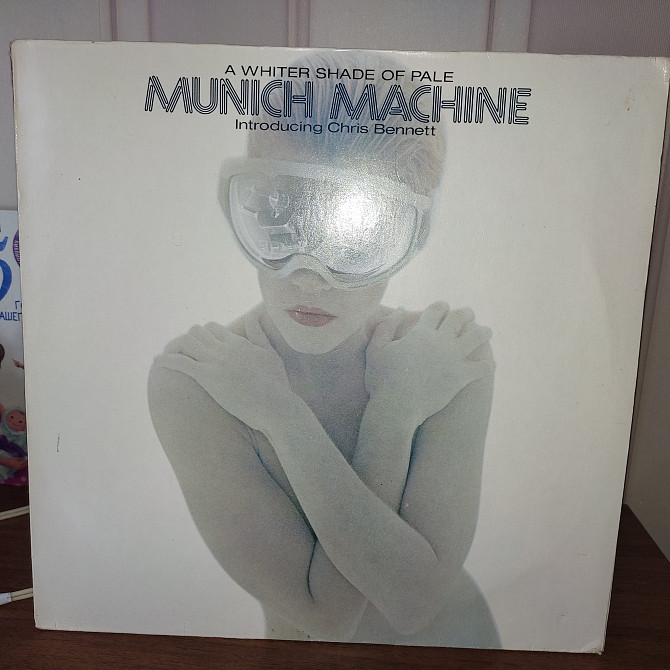 A WHITER SHADE OF PALE
MUNICH MACHINE
Introducing Chris Bennett